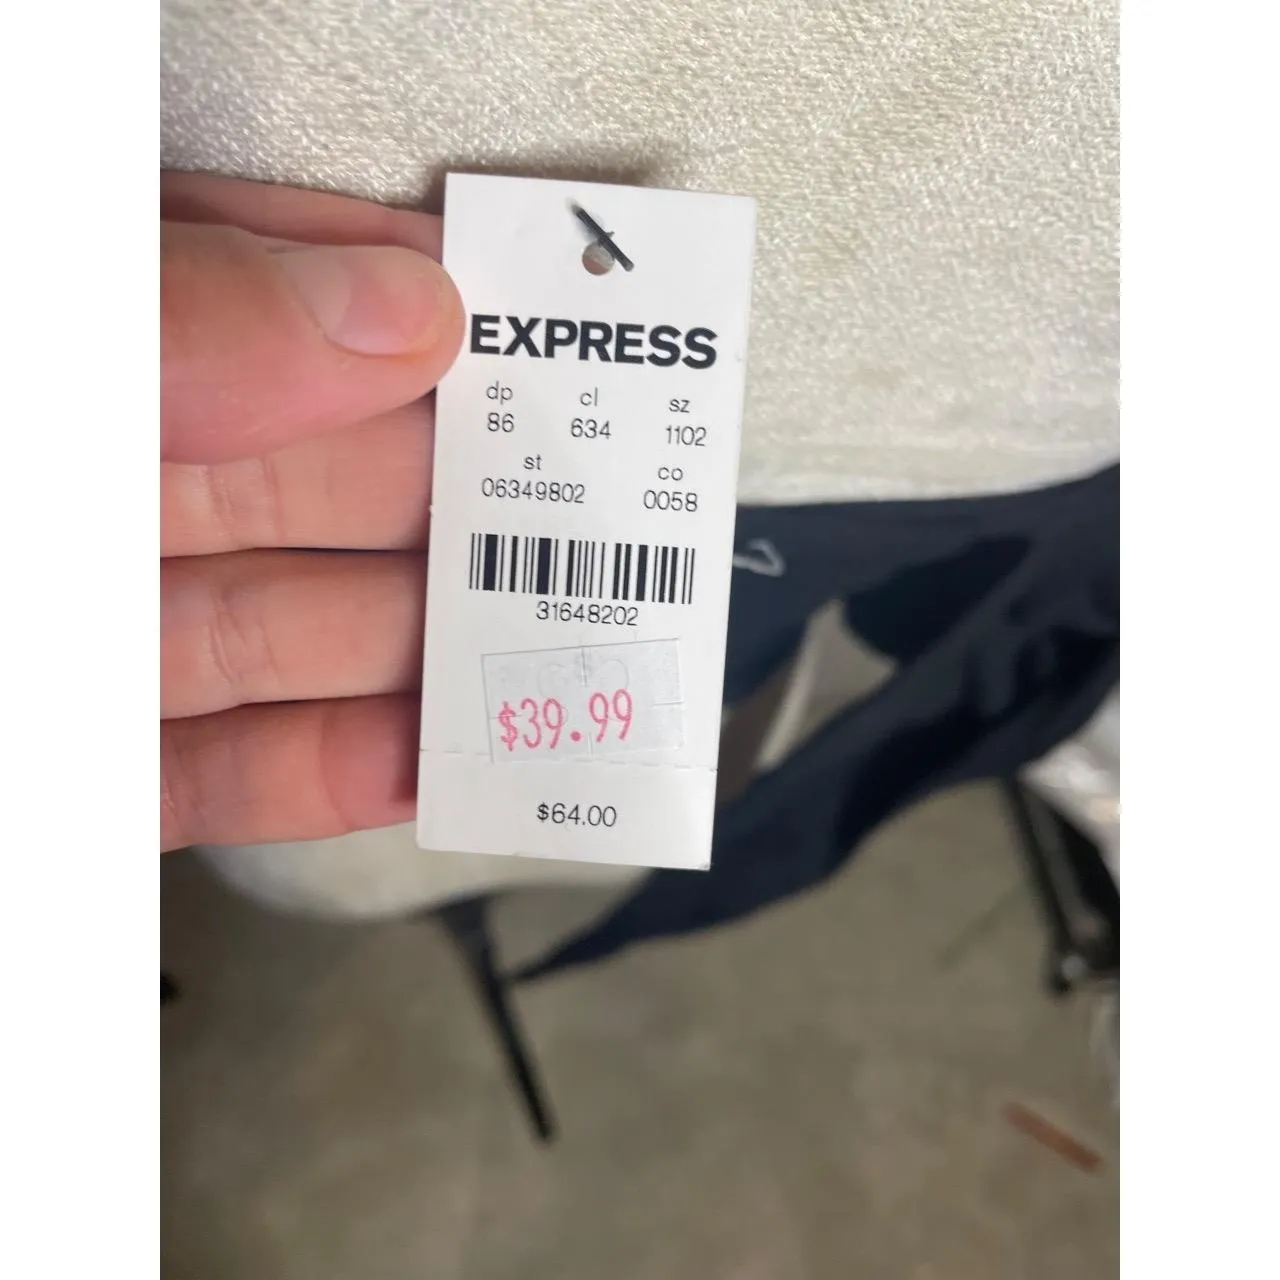 EXPRESS
dp cl sz
86 634 1102
st co
06349802 0058
31648202
$39.99
$64.00